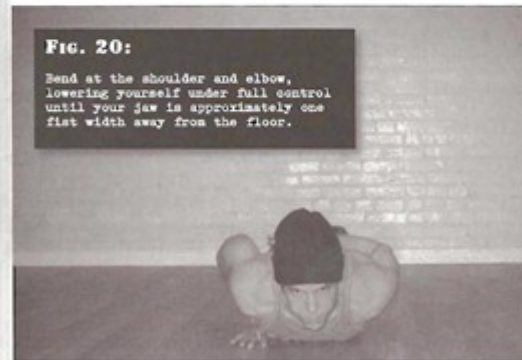 FIG. 20:
Bend at the shoulder and elbow,
lowering yourself under full control
until your jaw is approximately one
fist width away from the floor.